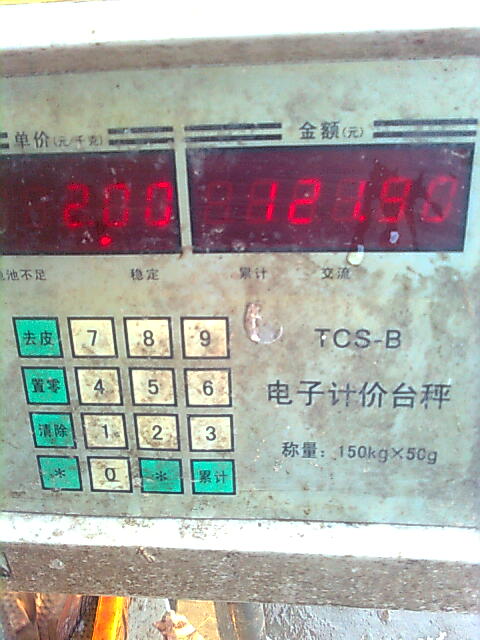 单价(元/千克) 金额(元)
2.00 121.90
池不足 稳定 累计 交流
去皮 7 8 9 TCS-B
置零 4 5 6 电子计价台秤
清除 1 2 3
称量：150kg×50g
* 0 * 累计